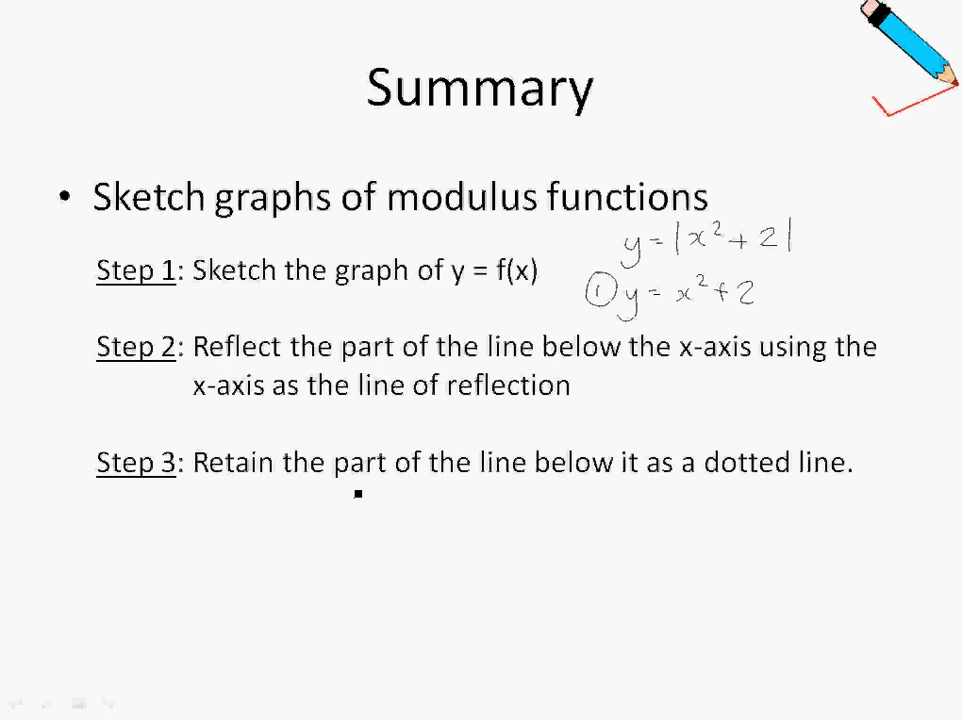 Summary
• Sketch graphs of modulus functions
y = |x² + 2|
Step 1: Sketch the graph of y = f(x)
① y = x² + 2
Step 2: Reflect the part of the line below the x-axis using the
x-axis as the line of reflection
Step 3: Retain the part of the line below it as a dotted line.